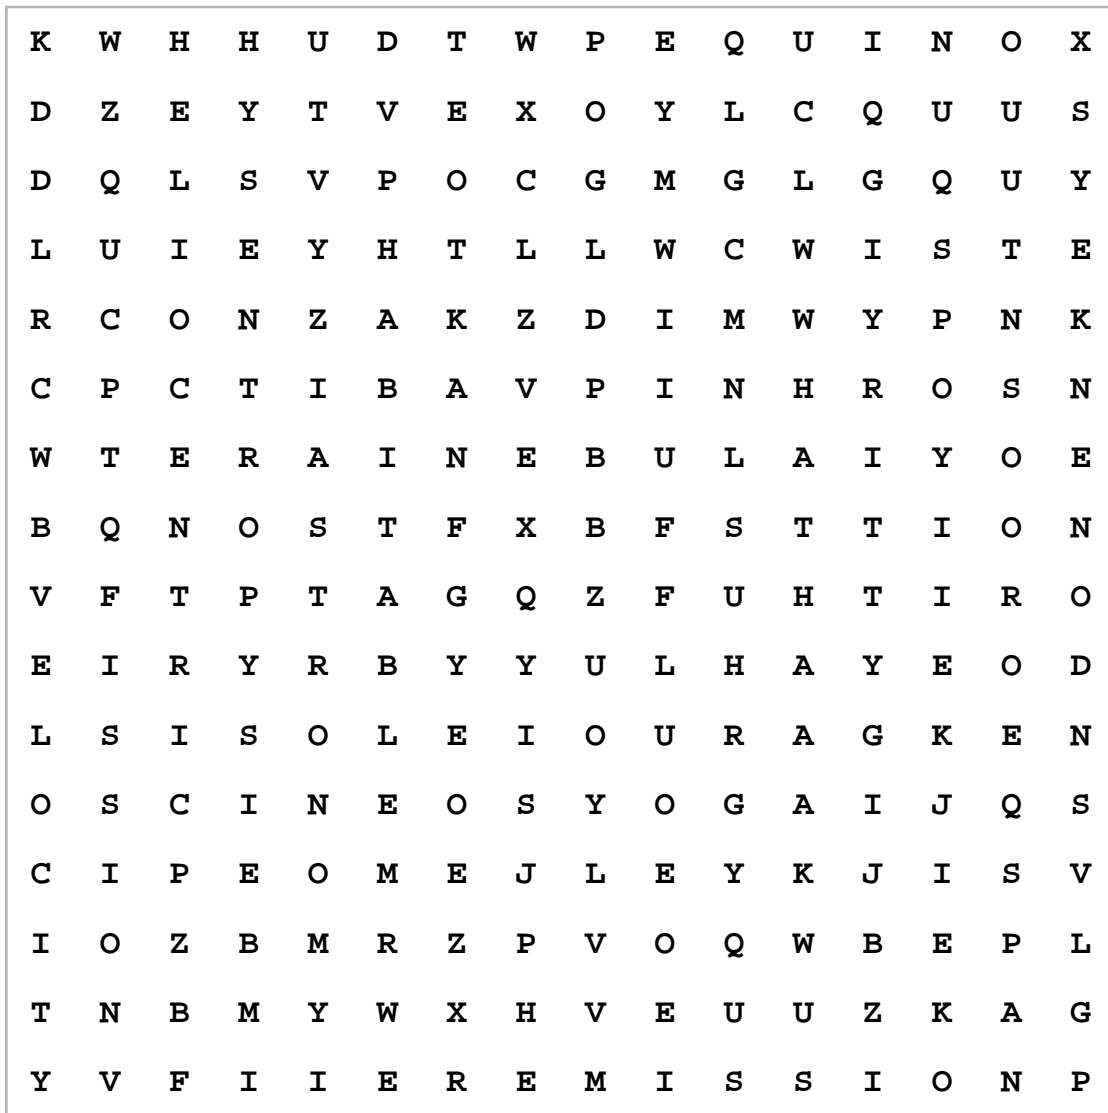 K W H H U D T W P E Q U I N O X
D Z E Y T V E X O Y L C Q U U S
D Q L S V P O C G M G L G Q U Y
L U I E Y H T L L W C W I S T E
R C O N Z A K Z D I M W Y P N K
C P C T I B A V P I N H R O S N
W T E R A I N E B U L A I Y O E
B Q N O S T F X B F S T T I O N
V F T P T A G Q Z F U H T I R O
E I R Y R B Y Y U L H A Y E O D
L S I S O L E I O U R A G K E N
O S C I N E O S Y O G A I J Q S
C I P E O M E J L E Y K J I S V
I O Z B M R Z P V O Q W B E P L
T N B M Y W X H V E U U Z K A G
Y V F I I E R E M I S S I O N P